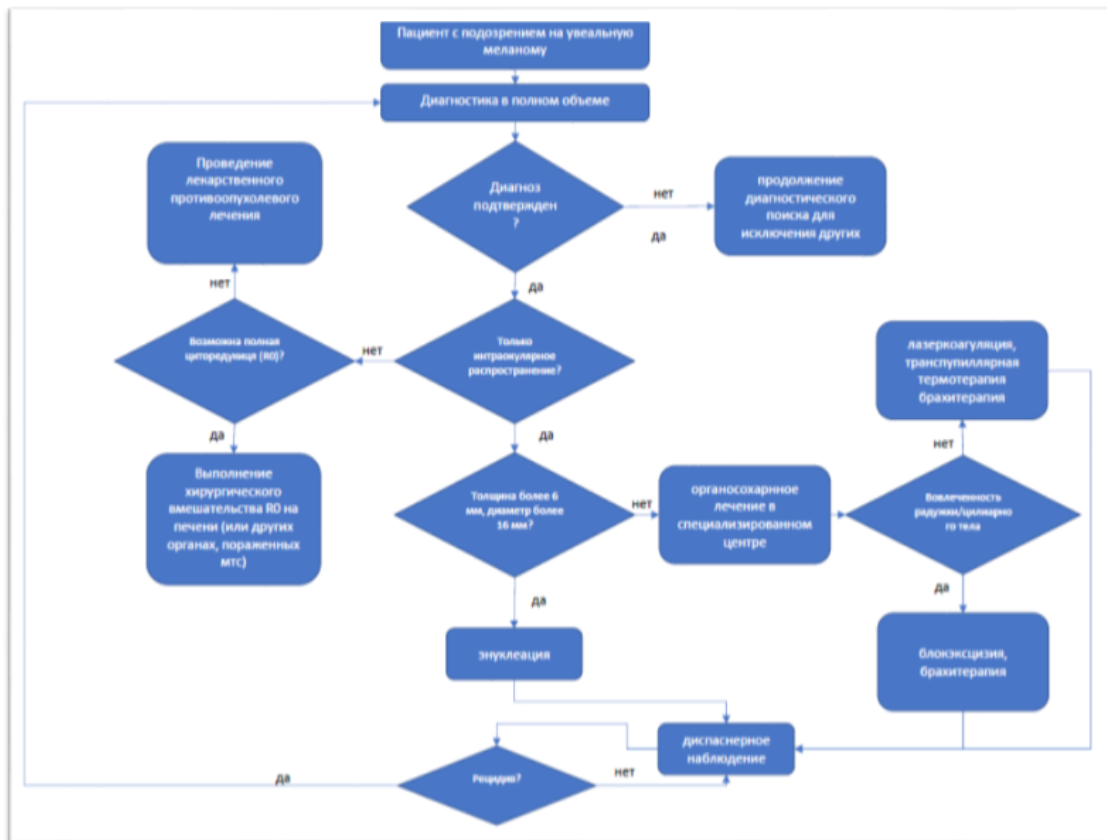 Пациент с подозрением на увеальную
меланому
Диагностика в полном объеме
Проведение
лекарственного
противоопухолевого
лечения
Диагноз
подтвержден
?
нет
да
продолжение
диагностического
поиска для
исключения других
нет
да
Возможна полная
циторедукция (R0)?
нет
Только
интраокулярное
распространение?
лазеркоагуляция,
транспупиллярная
термотерапия
брахитерапия
да
да
нет
Выполнение
хирургического
вмешательства R0 на
печени (или других
органах, пораженных
мтс)
Толщина более 6
мм, диаметр более
16 мм?
нет
органосохарнное
лечение в
специализированном
центре
Вовлеченность
радужки/цилиарно
го тела
да
да
энуклеация
блокэксцизия,
брахитерапия
диспаснерное
наблюдение
Рецидив?
да
нет